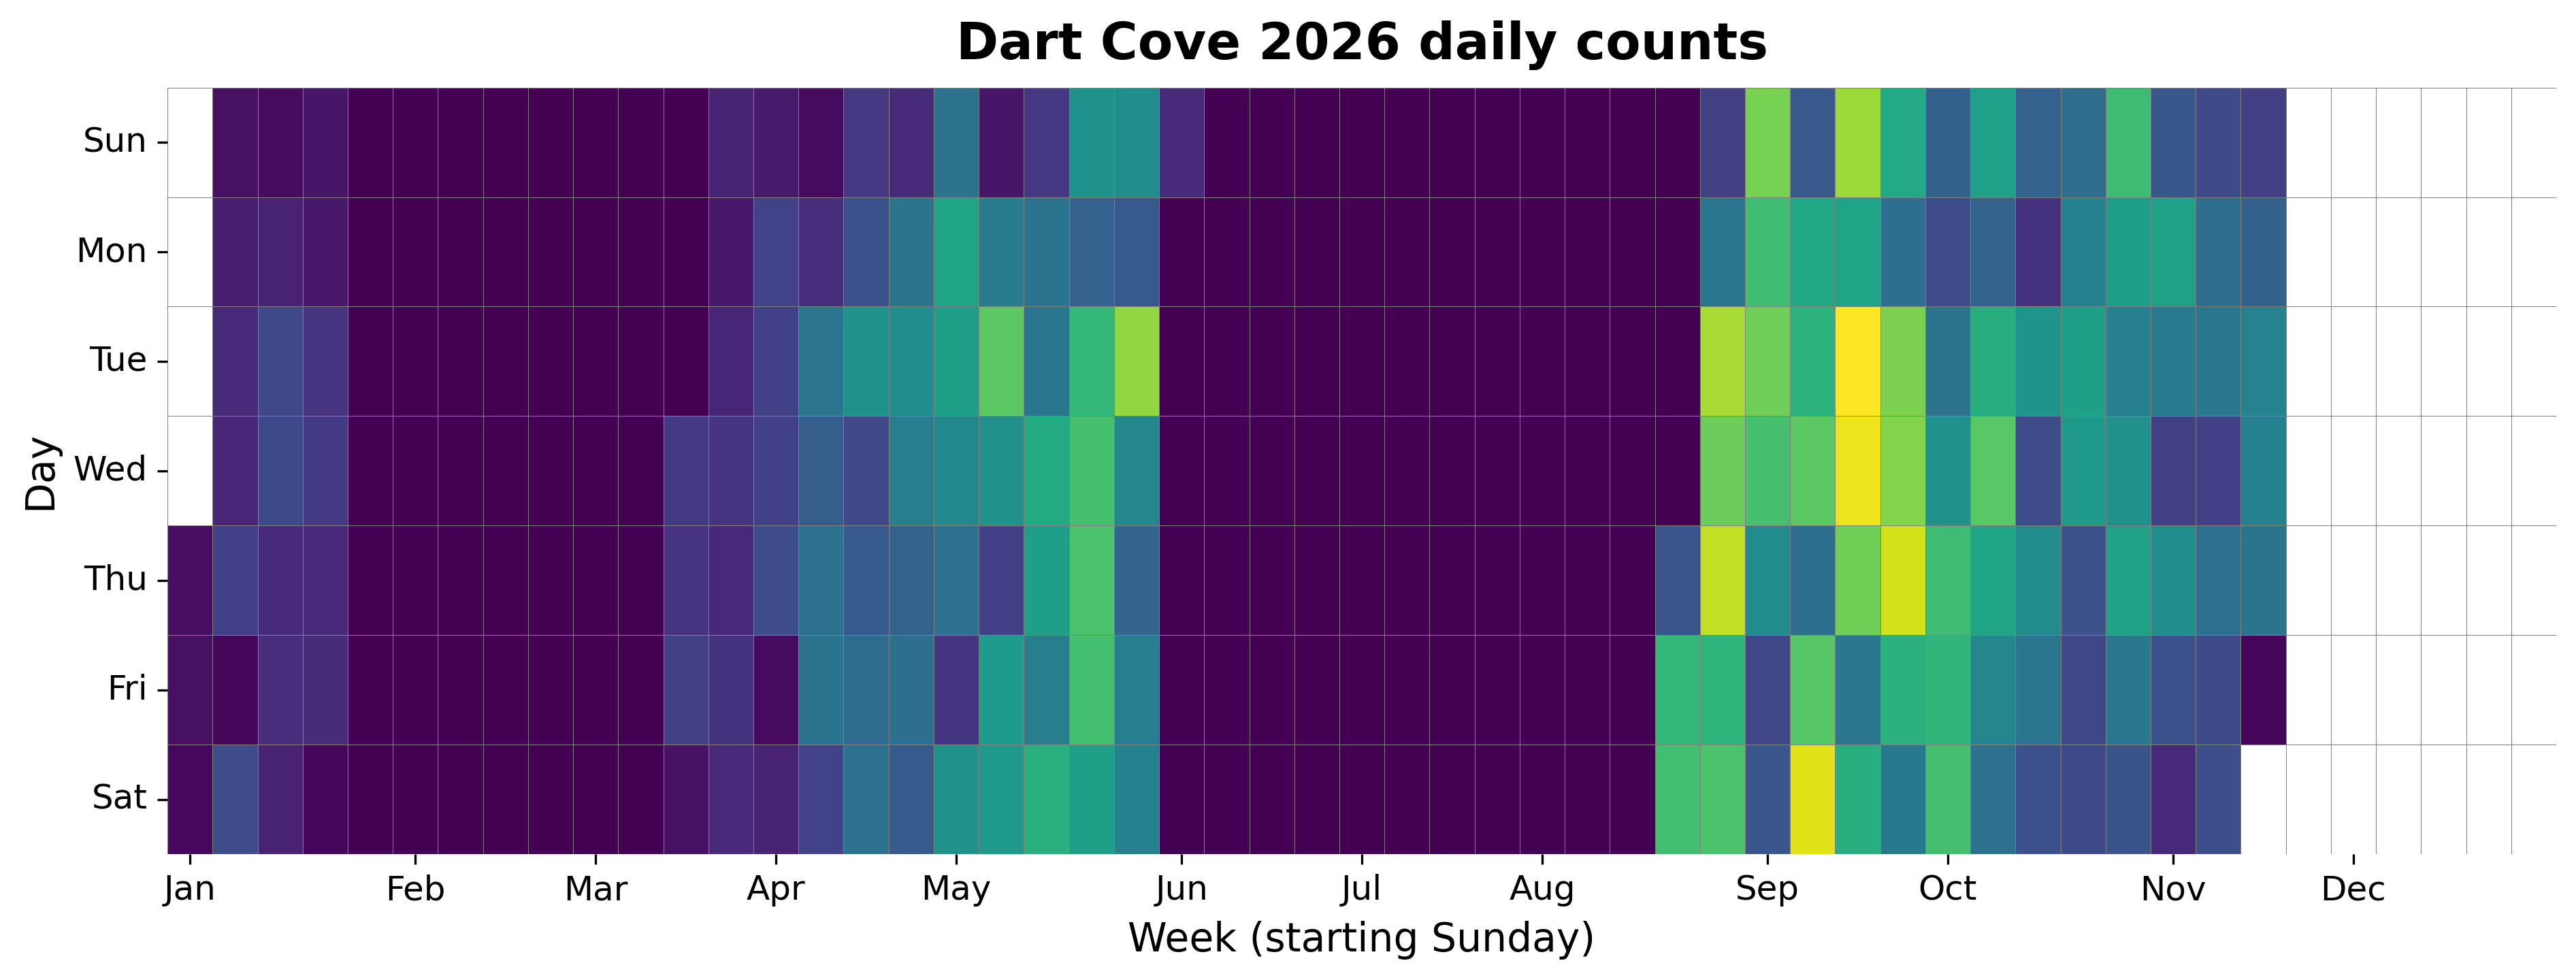 Dart Cove 2026 daily counts
Day
Sun
Mon
Tue
Wed
Thu
Fri
Sat
Jan Feb Mar Apr May Jun Jul Aug Sep Oct Nov Dec
Week (starting Sunday)